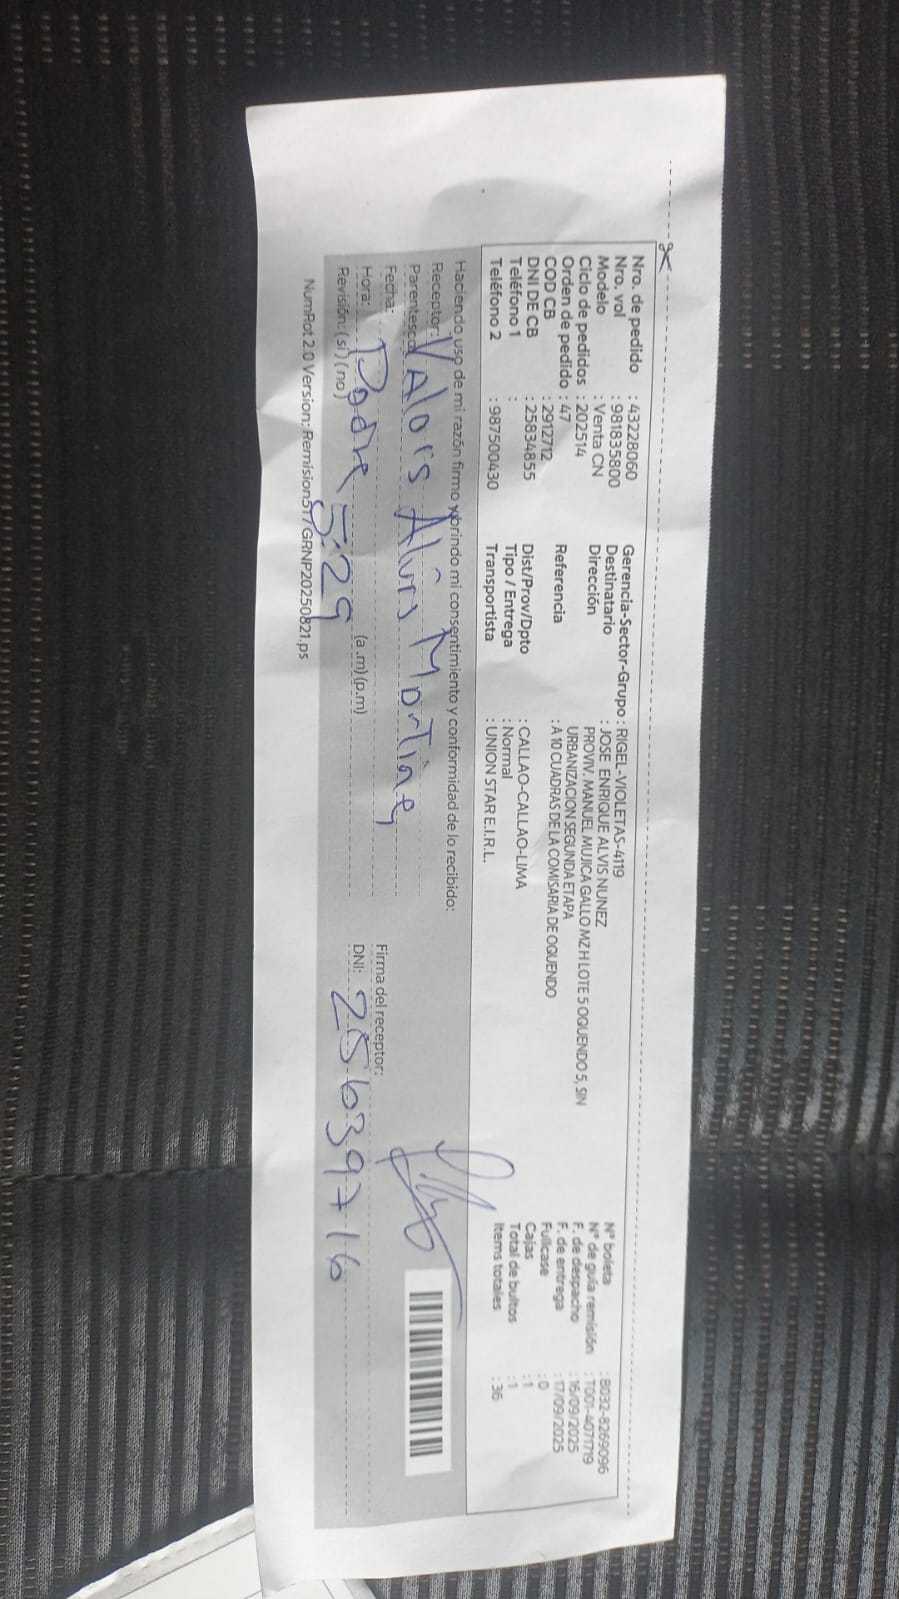 Nro. de pedido : 43228060
Nro. vol : 981835800
Modelo : Venta CN
Ciclo de pedidos : 202514
Orden de pedido : 47
COD CB : 2912712
DNI DE CB : 25834855
Teléfono 1 :
Teléfono 2 : 987500430
Gerencia-Sector-Grupo : RIGEL-VIOLETAS-4119
Destinatario : JOSE ENRIQUE ALVIS NUNEZ
Dirección PROVIV. MANUEL MUJICA GALLO MZ H LOTE 5 OQUENDO 5, SIN
URBANIZACION SEGUNDA ETAPA
Referencia : A 10 CUADRAS DE LA COMISARIA DE OQUENDO
Dist/Prov/Dpto : CALLAO-CALLAO-LIMA
Tipo / Entrega : Normal
Transportista : UNION STAR E.I.R.L.
N° boleta : B032-8269096
N° de guía remisión : T001-4071719
F. de despacho : 16/09/2025
F. de entrega : 17/09/2025
Fullcase : 0
Cajas : 1
Total de bultos : 1
Items totales : 36
Haciendo uso de mi razón firmo y brindo mi consentimiento y conformidad de lo recibido:
Receptor:
Parentesco: Alvis
Fecha:
Hora: Padre 5:29 (a.m)(p.m)
Revisión: (si) (no)
Firma del receptor:
DNI: 25639716
NumPot 2.0 Version: GRNP20250821.ps